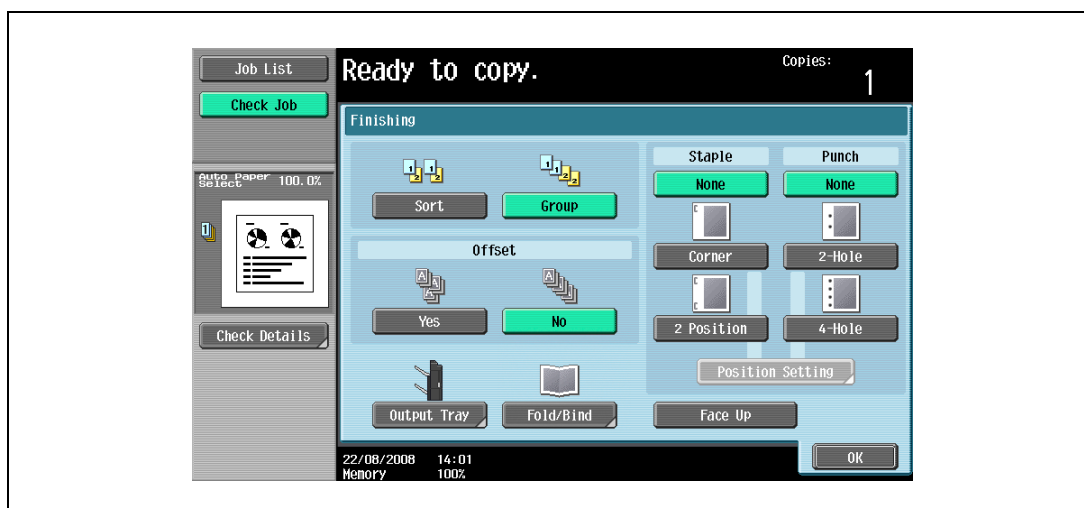 Job List
Check Job
Auto Paper
Select 100.0%
Check Details
Ready to copy.
Copies:
1
Finishing
Sort
Group
Offset
Yes
No
Output Tray
Fold/Bind
Staple
None
Corner
2 Position
Punch
None
2-Hole
4-Hole
Position Setting
Face Up
OK
22/08/2008 14:01
Memory 100%